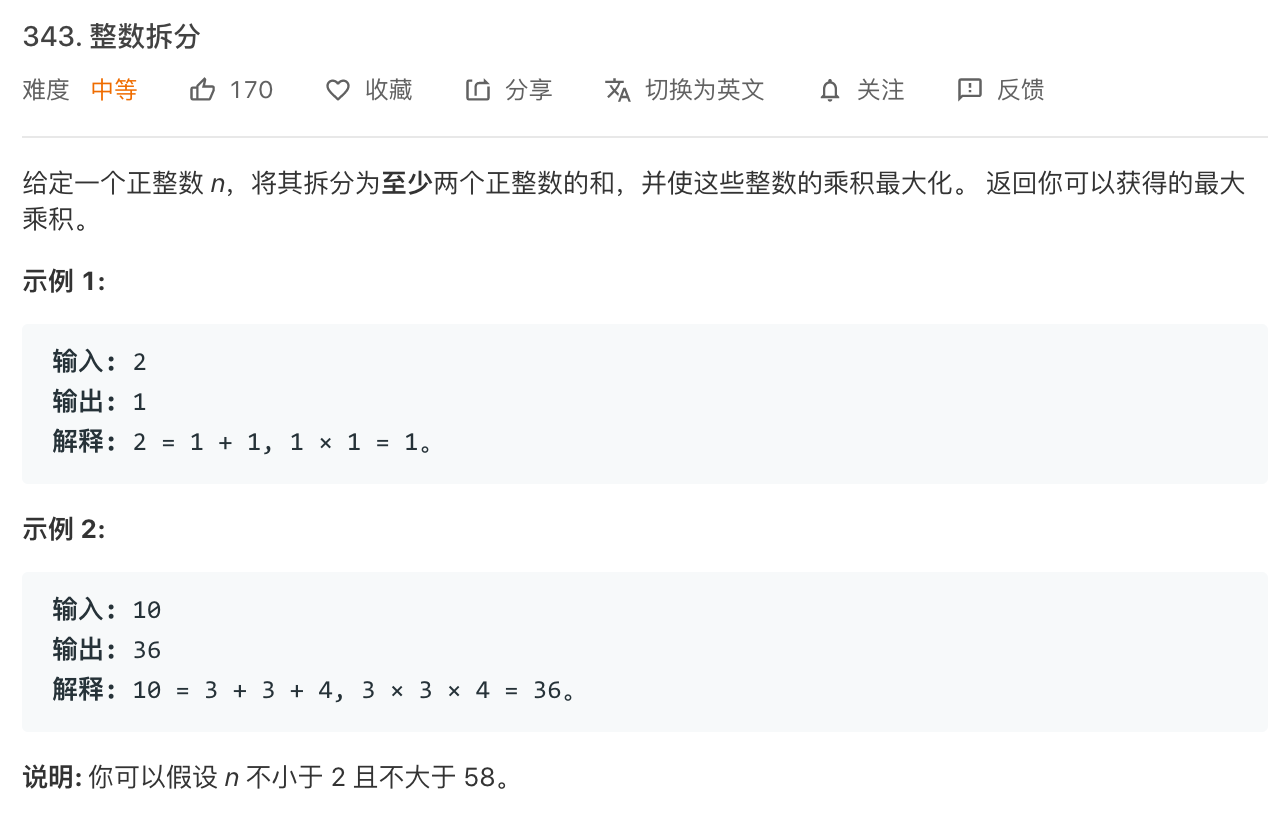 343. 整数拆分
难度 中等 170 收藏 分享 切换为英文 关注 反馈
给定一个正整数 n，将其拆分为至少两个正整数的和，并使这些整数的乘积最大化。 返回你可以获得的最大
乘积。
示例 1:
输入: 2
输出: 1
解释: 2 = 1 + 1, 1 × 1 = 1。
示例 2:
输入: 10
输出: 36
解释: 10 = 3 + 3 + 4, 3 × 3 × 4 = 36。
说明: 你可以假设 n 不小于 2 且不大于 58。